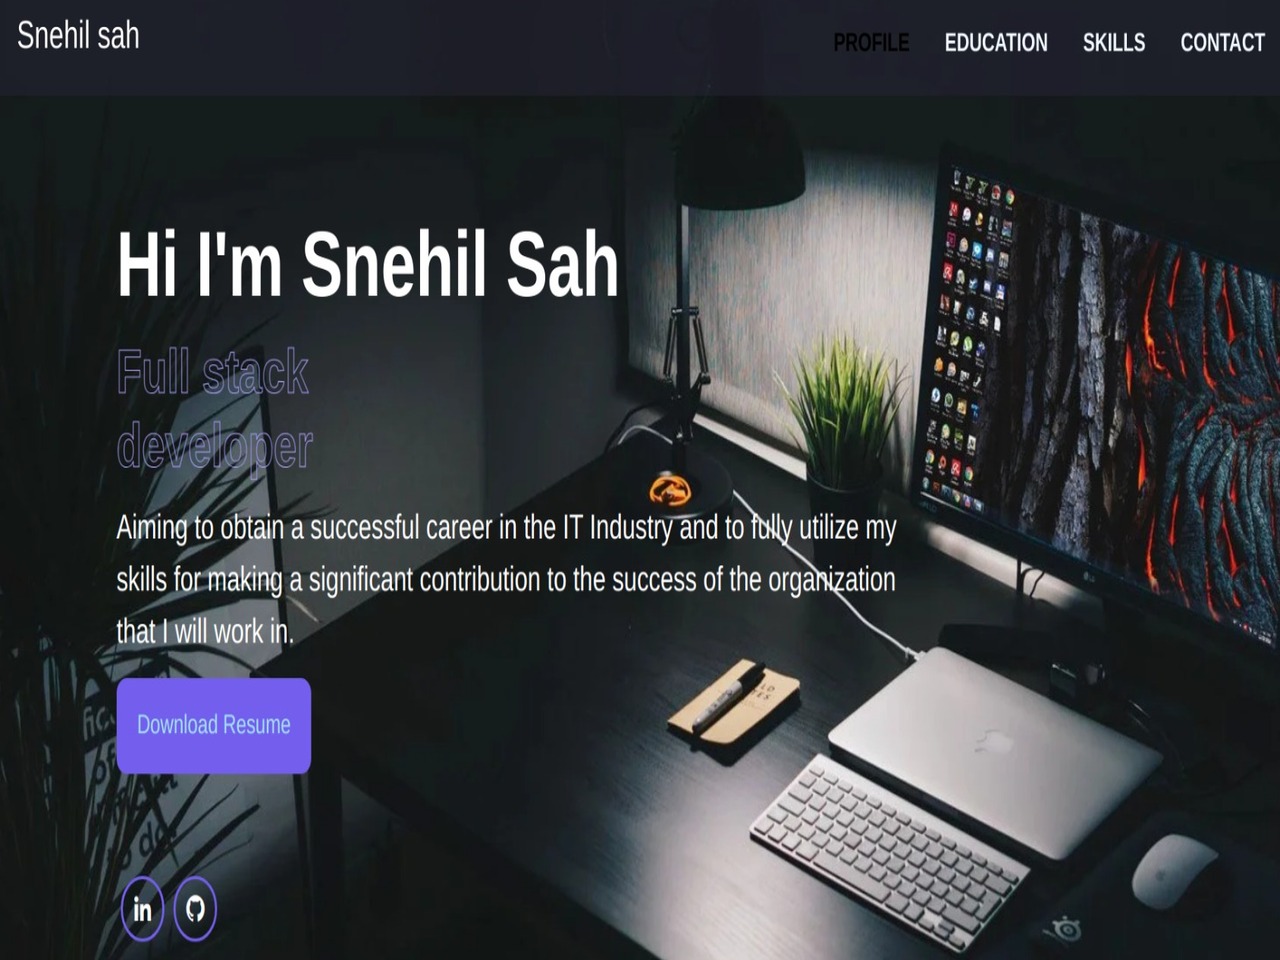 Snehil sah
PROFILE EDUCATION SKILLS CONTACT
Hi I'm Snehil Sah
Full stack
developer
Aiming to obtain a successful career in the IT Industry and to fully utilize my
skills for making a significant contribution to the success of the organization
that I will work in.
Download Resume
in